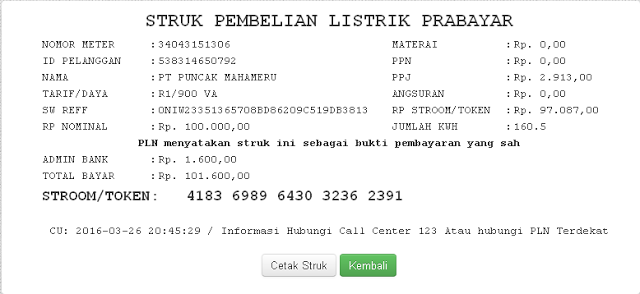 STRUK PEMBELIAN LISTRIK PRABAYAR
NOMOR METER : 34043151306 MATERAI : Rp. 0,00
ID PELANGGAN : 538314650792 PPN : Rp. 0,00
NAMA : PT PUNCAK MAHAMERU PPJ : Rp. 2.913,00
TARIF/DAYA : R1/900 VA ANGSURAN : Rp. 0,00
SW REFF : 0NIW23351365708BD86209C519DB3813 RP STROOM/TOKEN : Rp. 97.087,00
RP NOMINAL : Rp. 100.000,00 JUMLAH KWH : 160.5
PLN menyatakan struk ini sebagai bukti pembayaran yang sah
ADMIN BANK : Rp. 1.600,00
TOTAL BAYAR : Rp. 101.600,00
STROOM/TOKEN: 4183 6989 6430 3236 2391
CU: 2016-03-26 20:45:29 / Informasi Hubungi Call Center 123 Atau hubungi PLN Terdekat
Cetak Struk Kembali